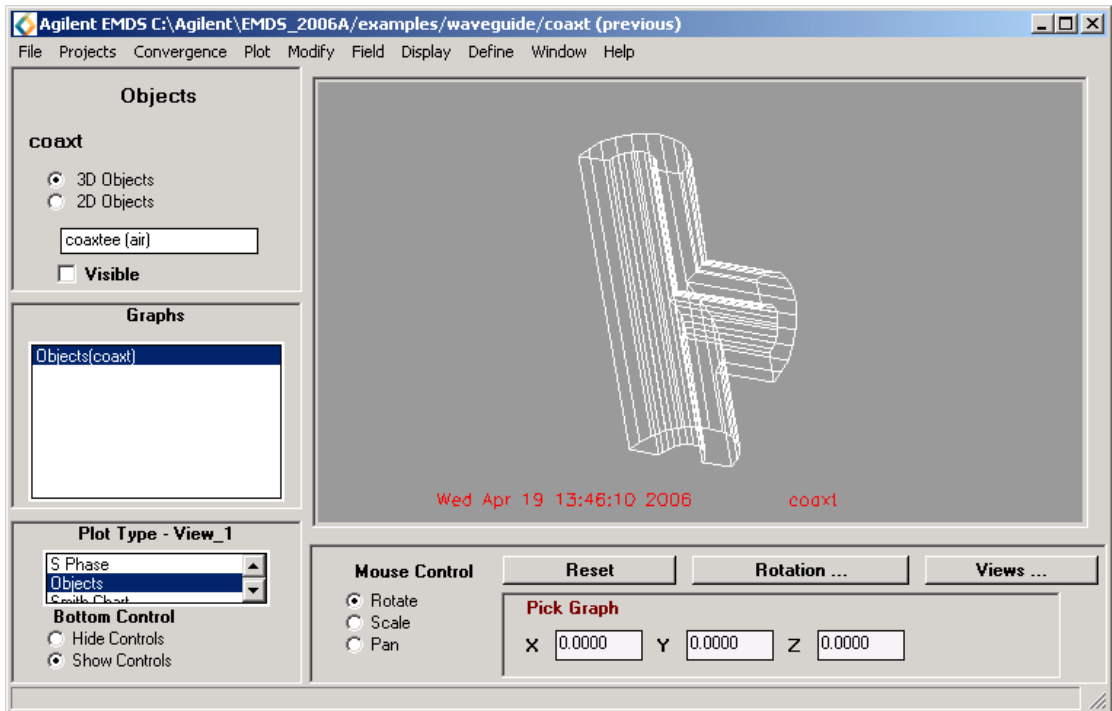 Agilent EMDS C:\Agilent\EMDS_2006A/examples/waveguide/coaxt (previous)
File Projects Convergence Plot Modify Field Display Define Window Help
Objects
coaxt
3D Objects
2D Objects
coaxtee (air)
Visible
Graphs
Objects(coaxt)
Plot Type - View_1
S Phase
Objects
Smith Chart
Bottom Control
Hide Controls
Show Controls
Wed Apr 19 13:46:10 2006 coaxt
Mouse Control
Rotate
Scale
Pan
Reset Rotation ... Views ...
Pick Graph
X 0.0000 Y 0.0000 Z 0.0000